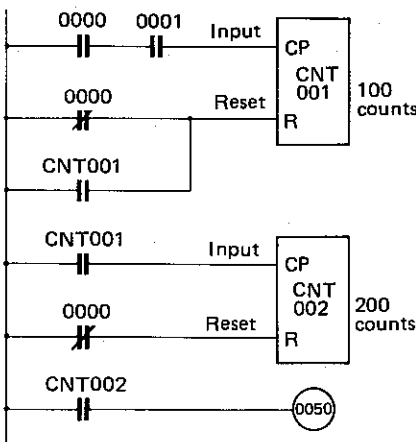 0000 0001
Input
CP
CNT
001
100
counts
0000
Reset
R
CNT001
CNT001
Input
CP
CNT
002
200
counts
0000
Reset
R
CNT002
0050